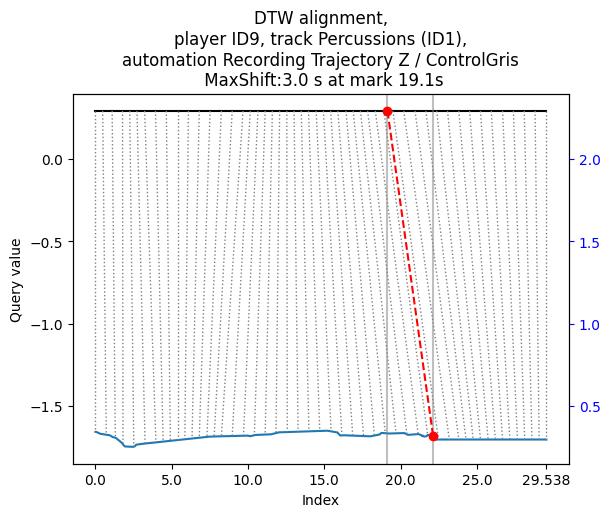 DTW alignment,
player ID9, track Percussions (ID1),
automation Recording Trajectory Z / ControlGris
MaxShift:3.0 s at mark 19.1s
Query value
0.0
−0.5
−1.0
−1.5
2.0
1.5
1.0
0.5
0.0 5.0 10.0 15.0 20.0 25.0 29.538
Index